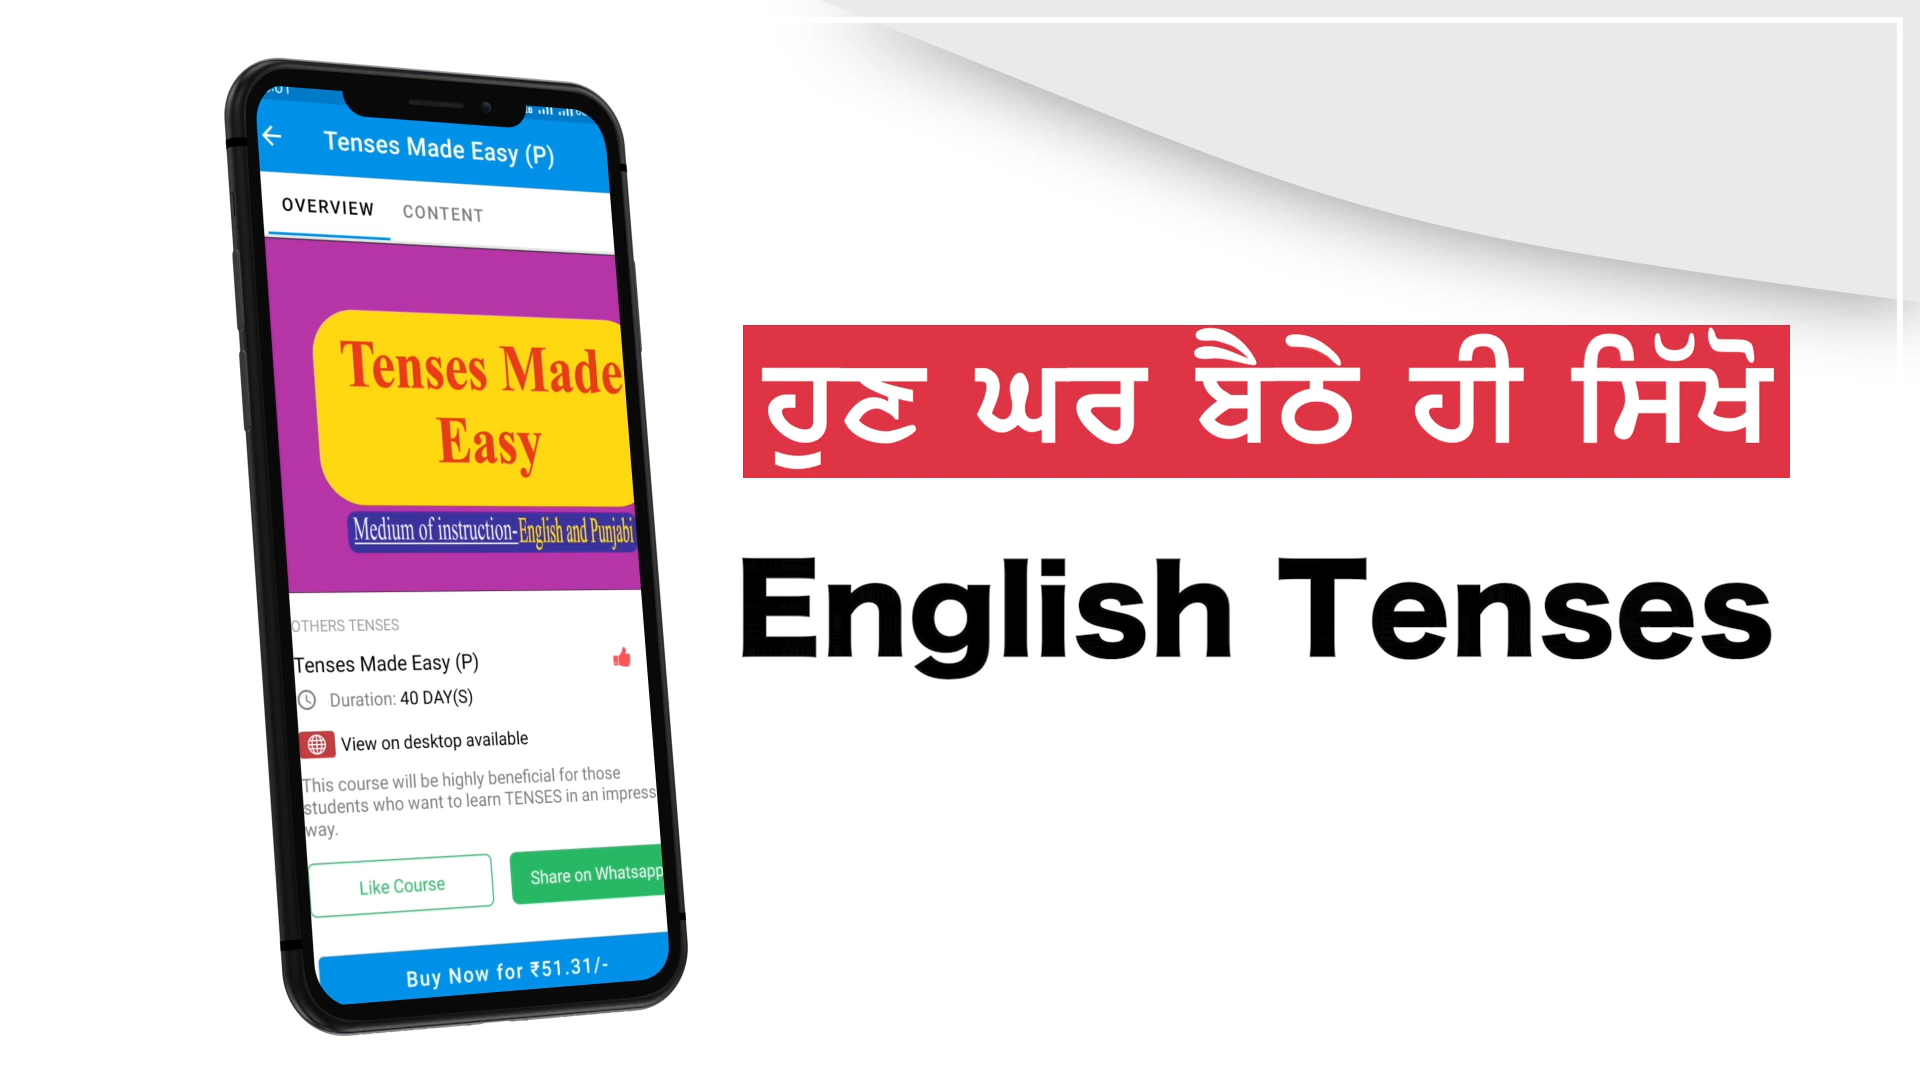 Tenses Made Easy (P)
OVERVIEW CONTENT
Tenses Made
Easy
Medium of instruction-English and Punjabi
OTHERS TENSES
Tenses Made Easy (P)
Duration: 40 DAY(S)
View on desktop available
This course will be highly beneficial for those
students who want to learn TENSES in an impress
way.
Like Course
Share on Whatsapp
Buy Now for ₹51.31/-
ਹੁਣ ਘਰ ਬੈਠੇ ਹੀ ਸਿੱਖੋ
English Tenses